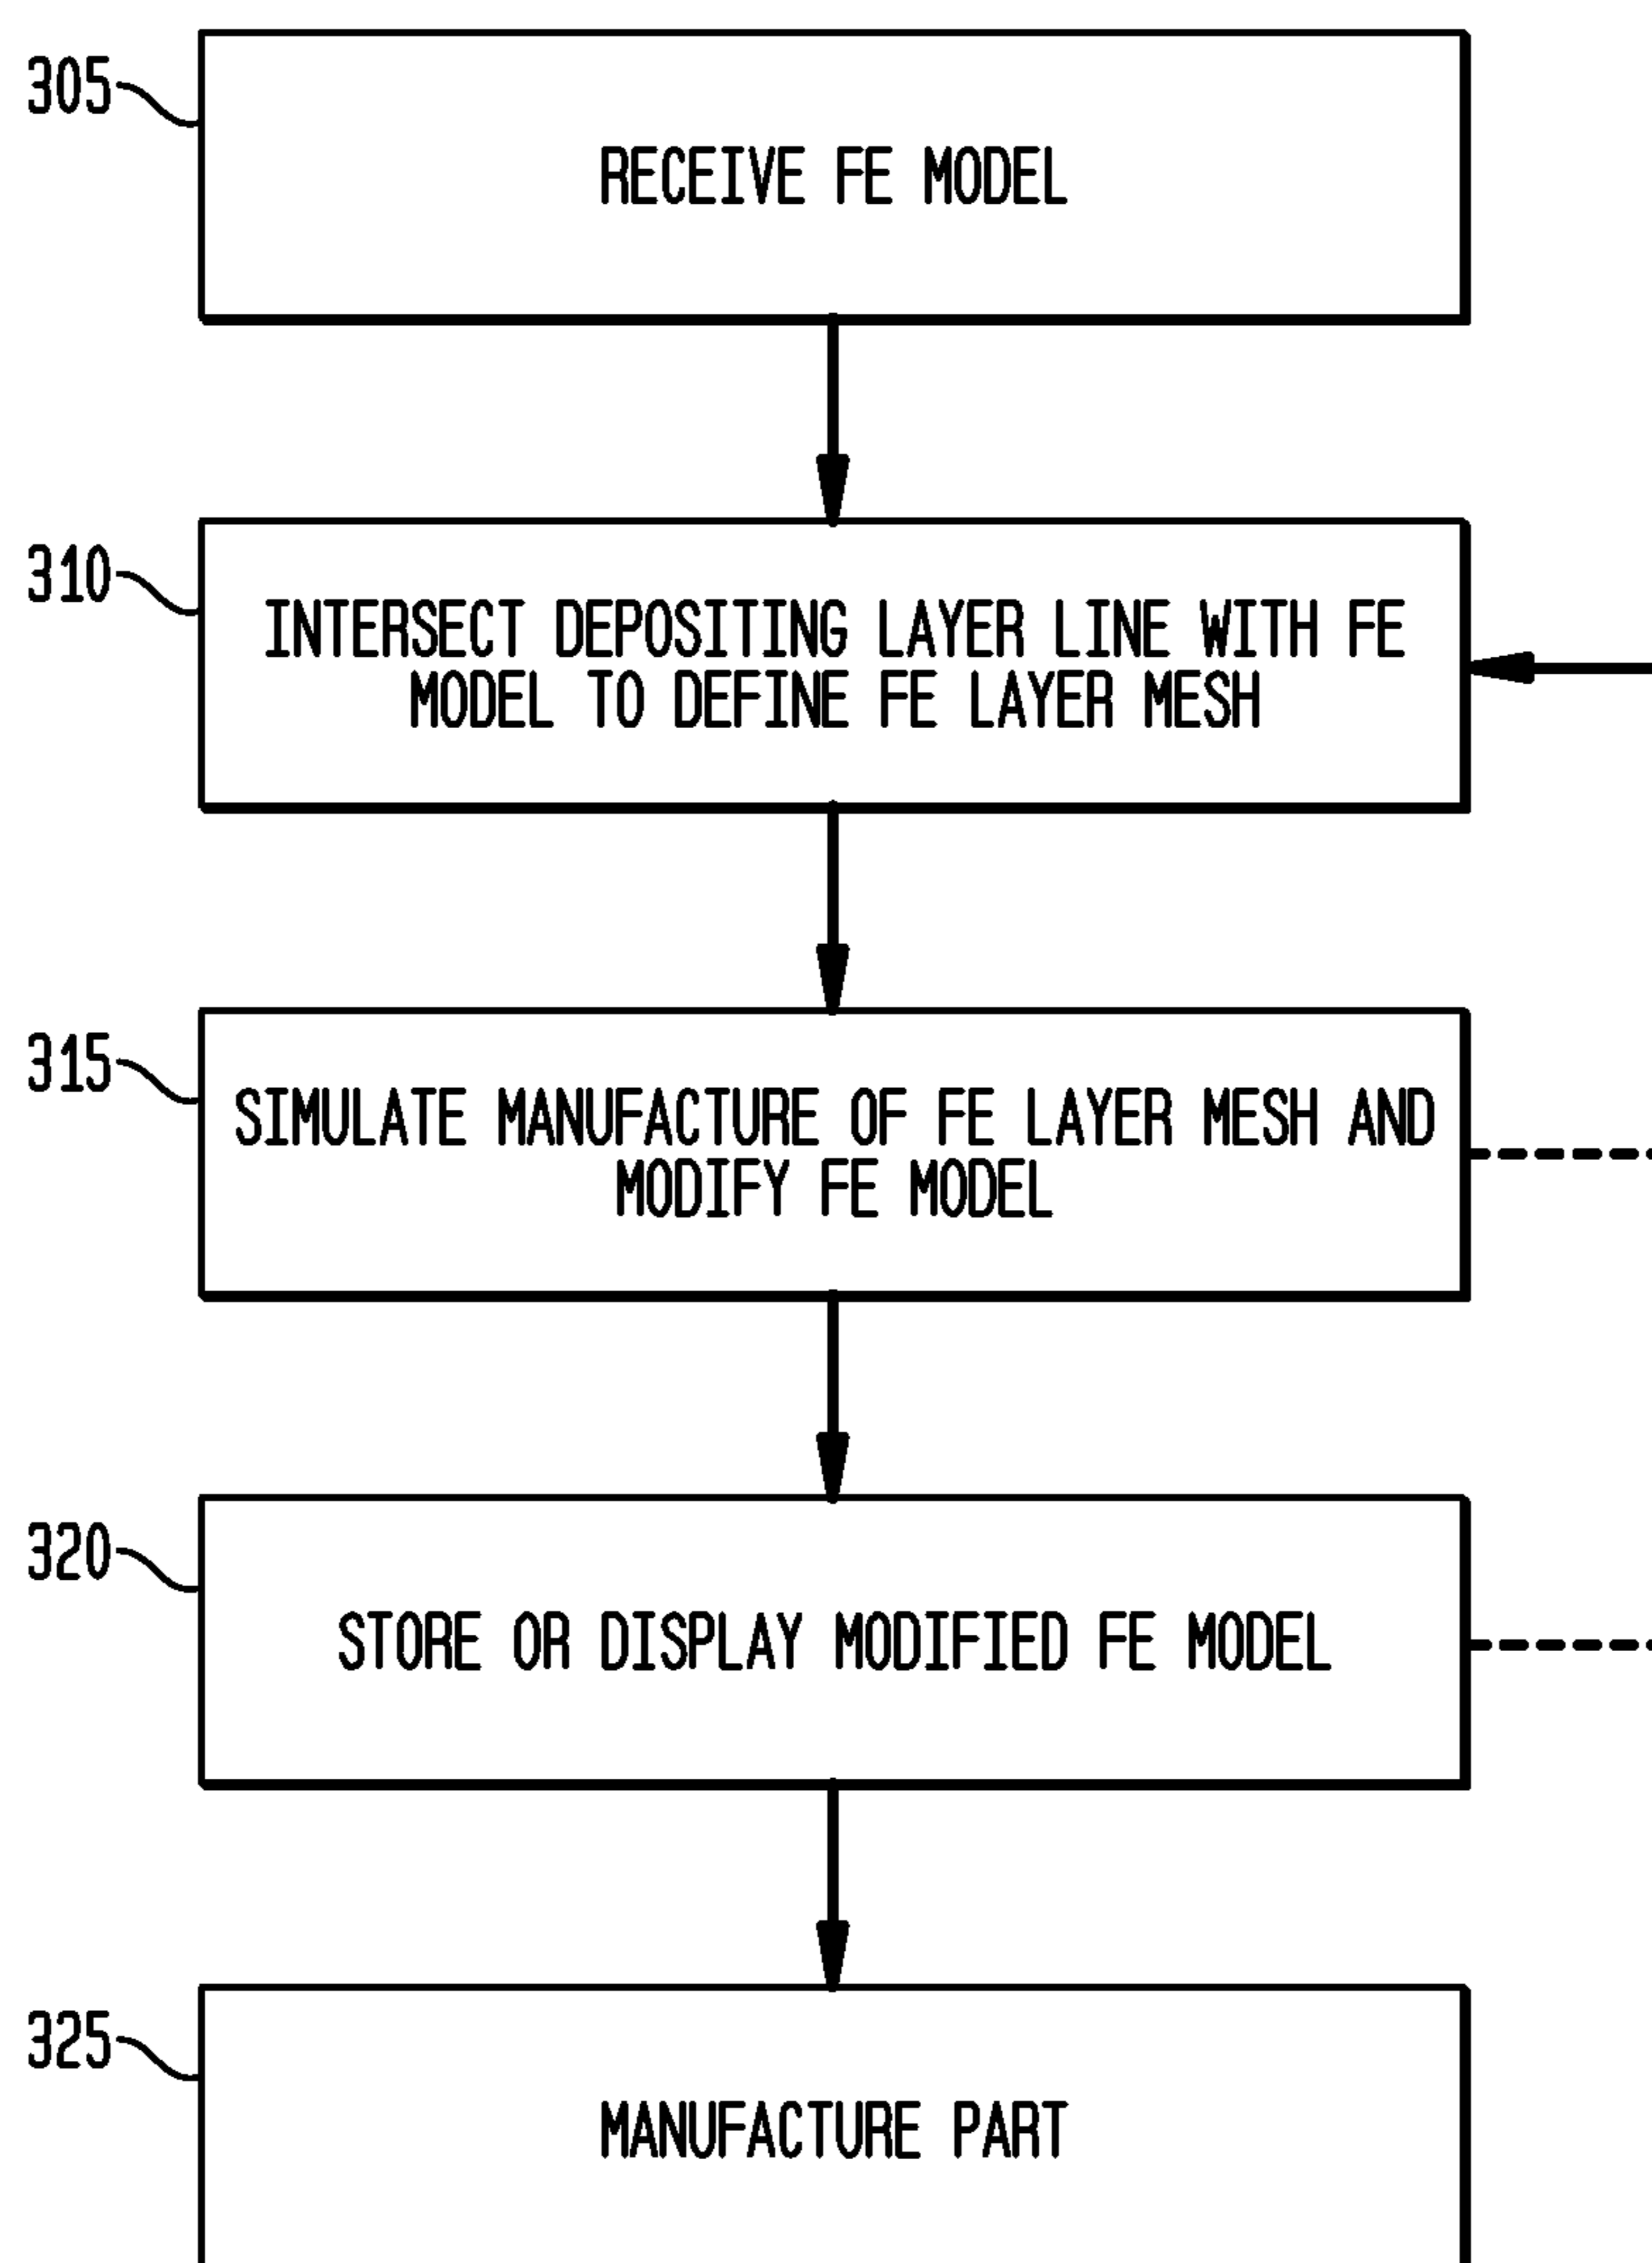 305
RECEIVE FE MODEL
310
INTERSECT DEPOSITING LAYER LINE WITH FE
MODEL TO DEFINE FE LAYER MESH
315
SIMULATE MANUFACTURE OF FE LAYER MESH AND
MODIFY FE MODEL
320
STORE OR DISPLAY MODIFIED FE MODEL
325
MANUFACTURE PART